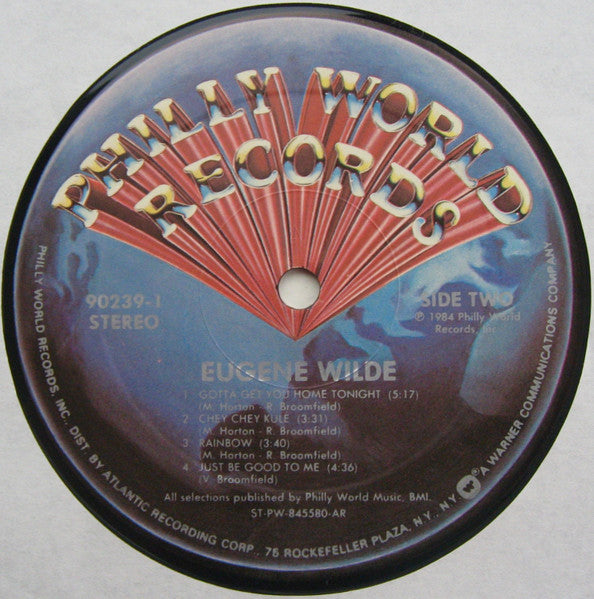 PHILLY WORLD
RECORDS
90239-1
STEREO
SIDE TWO
℗ 1984 Philly World
Records, Inc.
EUGENE WILDE
1 GOTTA GET YOU HOME TONIGHT (5:17)
(M. Horton - R. Broomfield)
2 CHEY CHEY KULE (3:31)
(M. Horton - R. Broomfield)
3 RAINBOW (3:40)
(M. Horton - R. Broomfield)
4 JUST BE GOOD TO ME (4:36)
(V. Broomfield)
All selections published by Philly World Music, BMI.
ST-PW-845580-AR
PHILLY WORLD RECORDS, INC., DIST. BY ATLANTIC RECORDING CORP., 75 ROCKEFELLER PLAZA, N.Y., N.Y. A WARNER COMMUNICATIONS COMPANY